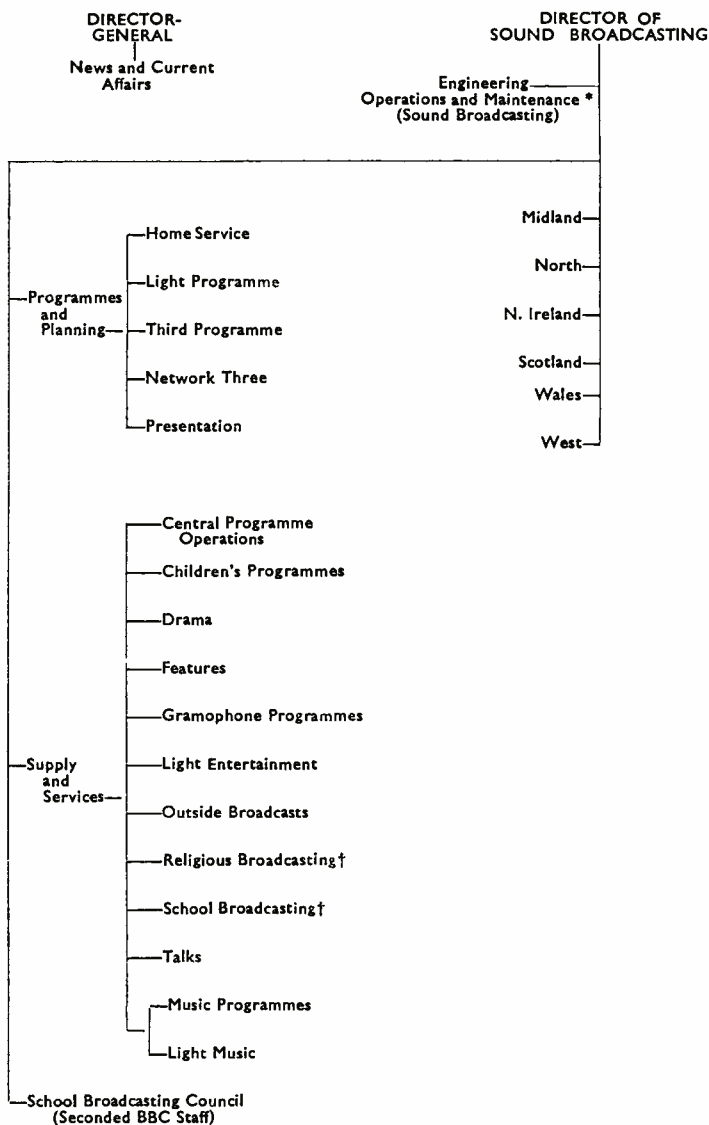 DIRECTOR-
GENERAL
News and Current
Affairs
DIRECTOR OF
SOUND BROADCASTING
Engineering
Operations and Maintenance *
(Sound Broadcasting)
Midland
North
N. Ireland
Scotland
Wales
West
Programmes
and
Planning
Home Service
Light Programme
Third Programme
Network Three
Presentation
Supply
and
Services
Central Programme
Operations
Children's Programmes
Drama
Features
Gramophone Programmes
Light Entertainment
Outside Broadcasts
Religious Broadcasting†
School Broadcasting†
Talks
Music Programmes
Light Music
School Broadcasting Council
(Seconded BBC Staff)